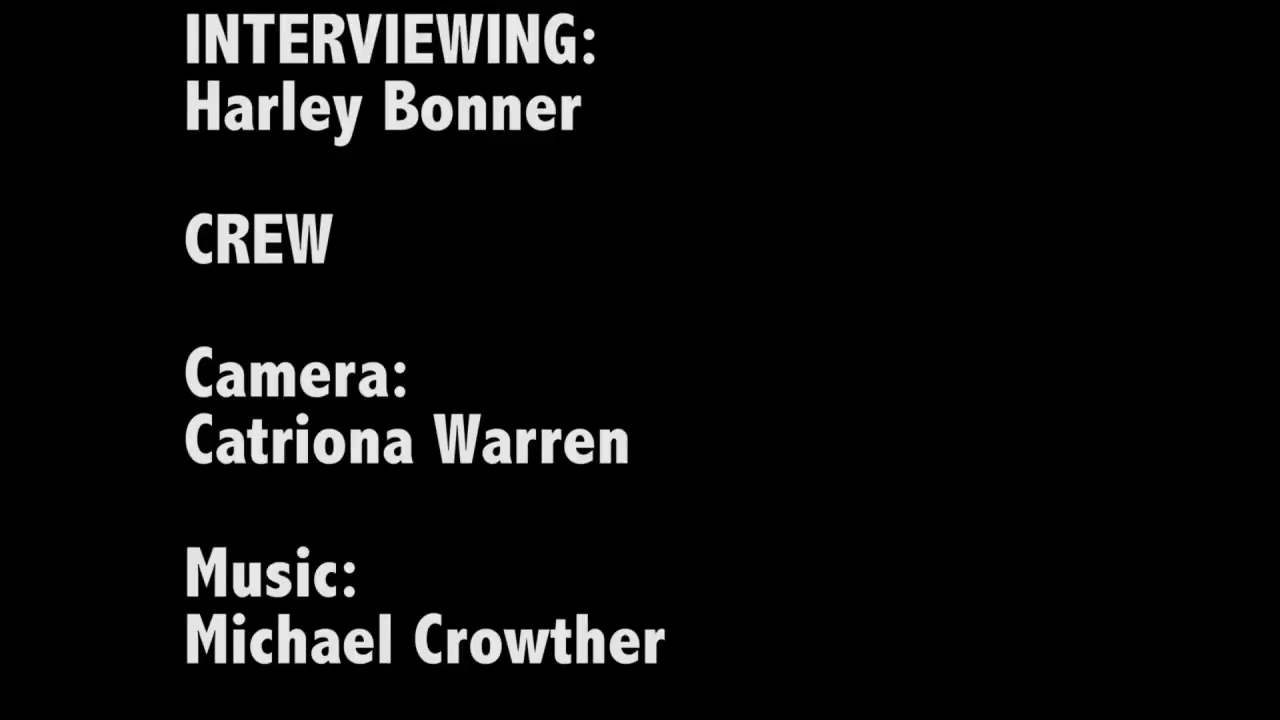 INTERVIEWING:
Harley Bonner
CREW
Camera:
Catriona Warren
Music:
Michael Crowther